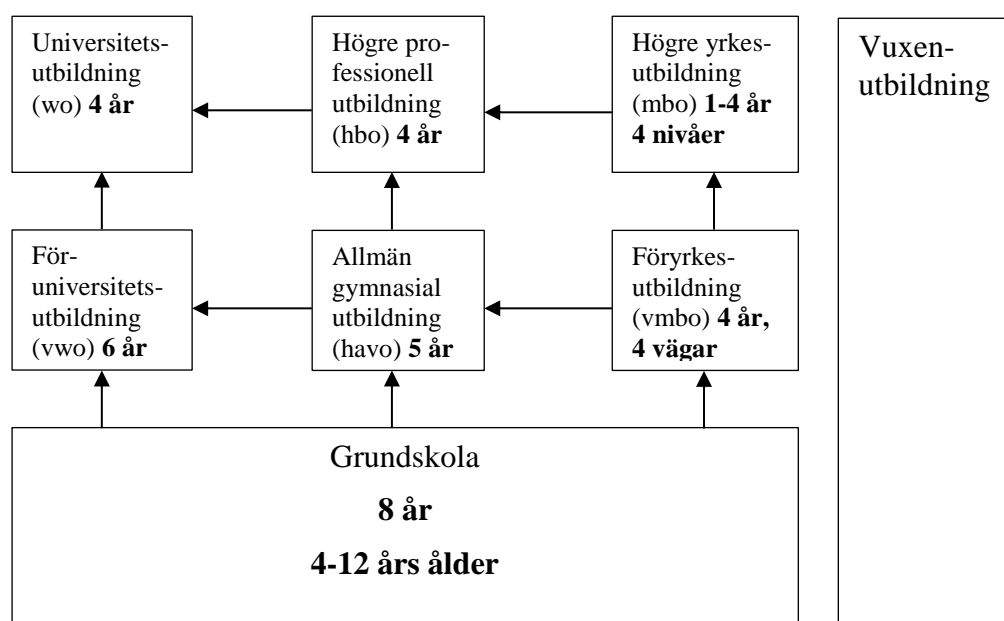 Universitets-
utbildning
(wo) 4 år
Högre pro-
fessionell
utbildning
(hbo) 4 år
Högre yrkes-
utbildning
(mbo) 1-4 år
4 nivåer
Vuxen-
utbildning
För-
universitets-
utbildning
(vwo) 6 år
Allmän
gymnasial
utbildning
(havo) 5 år
Föryrkes-
utbildning
(vmbo) 4 år,
4 vägar
Grundskola
8 år
4-12 års ålder